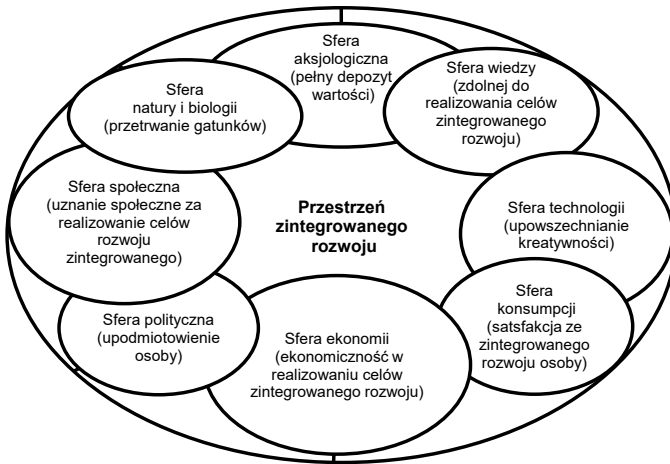 Sfera
aksjologiczna
(pełny depozyt
wartości)
Sfera wiedzy
(zdolnej do
realizowania celów
zintegrowanego
rozwoju)
Sfera
natury i biologii
(przetrwanie gatunków)
Sfera społeczna
(uznanie społeczne za
realizowanie celów
rozwoju
zintegrowanego)
Przestrzeń
zintegrowanego
rozwoju
Sfera technologii
(upowszechnianie
kreatywności)
Sfera polityczna
(upodmiotowienie
osoby)
Sfera ekonomii
(ekonomiczność w
realizowaniu celów
zintegrowanego rozwoju)
Sfera
konsumpcji
(satsfakcja ze
zintegrowanego
rozwoju osoby)